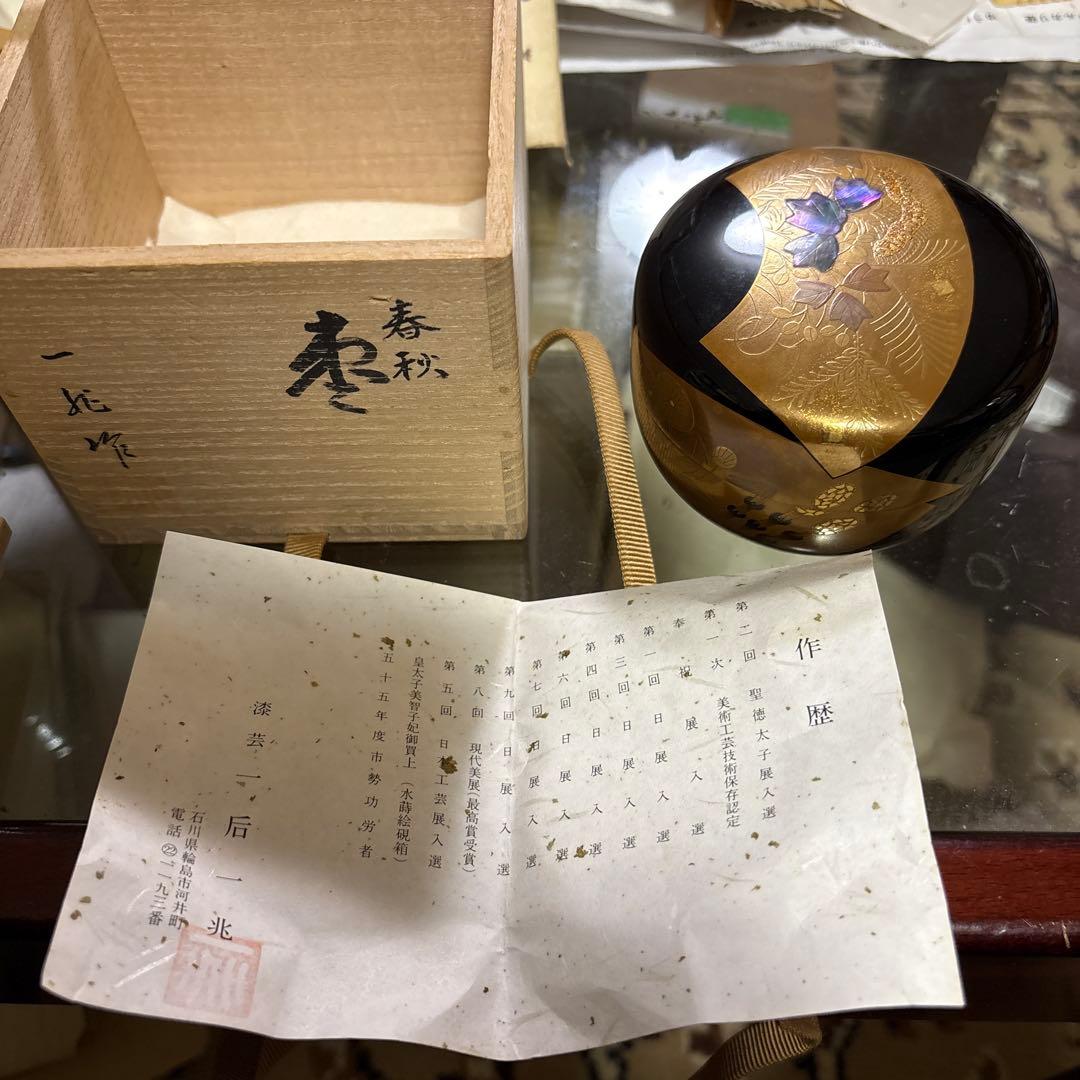 春秋
棗
一兆作
作歴
第二回 聖徳太子展入選
第一次 美術工芸技術保存認定
奉祝展入選
第一回日展入選
第三回日展入選
第四回日展入選
第六回日展入選
第七回日展入選
第九回日展入選
第八回 現代美展(最高賞受賞)
第五回 日本工芸展入選
皇太子美智子妃御買上(水蒔絵硯箱)
五十五年度市勢功労者
漆芸 一后一兆
石川県輪島市河井町
電話㉒二一九三番